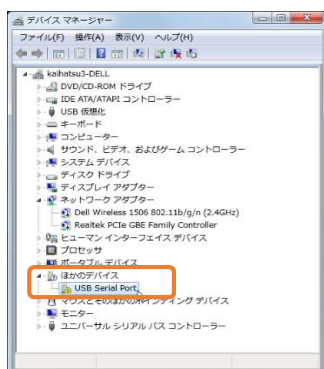 デバイス マネージャー
ファイル(F) 操作(A) 表示(V) ヘルプ(H)
kaihatsu3-DELL
DVD/CD-ROM ドライブ
IDE ATA/ATAPI コントローラー
USB 仮想化
キーボード
コンピューター
サウンド、ビデオ、およびゲーム コントローラー
システム デバイス
ディスク ドライブ
ディスプレイ アダプター
ネットワーク アダプター
Dell Wireless 1506 802.11b/g/n (2.4GHz)
Realtek PCIe GBE Family Controller
ヒューマン インターフェイス デバイス
プロセッサ
ポータブル デバイス
ほかのデバイス
USB Serial Port
マウスとそのほかのポインティング デバイス
モニター
ユニバーサル シリアル バス コントローラー